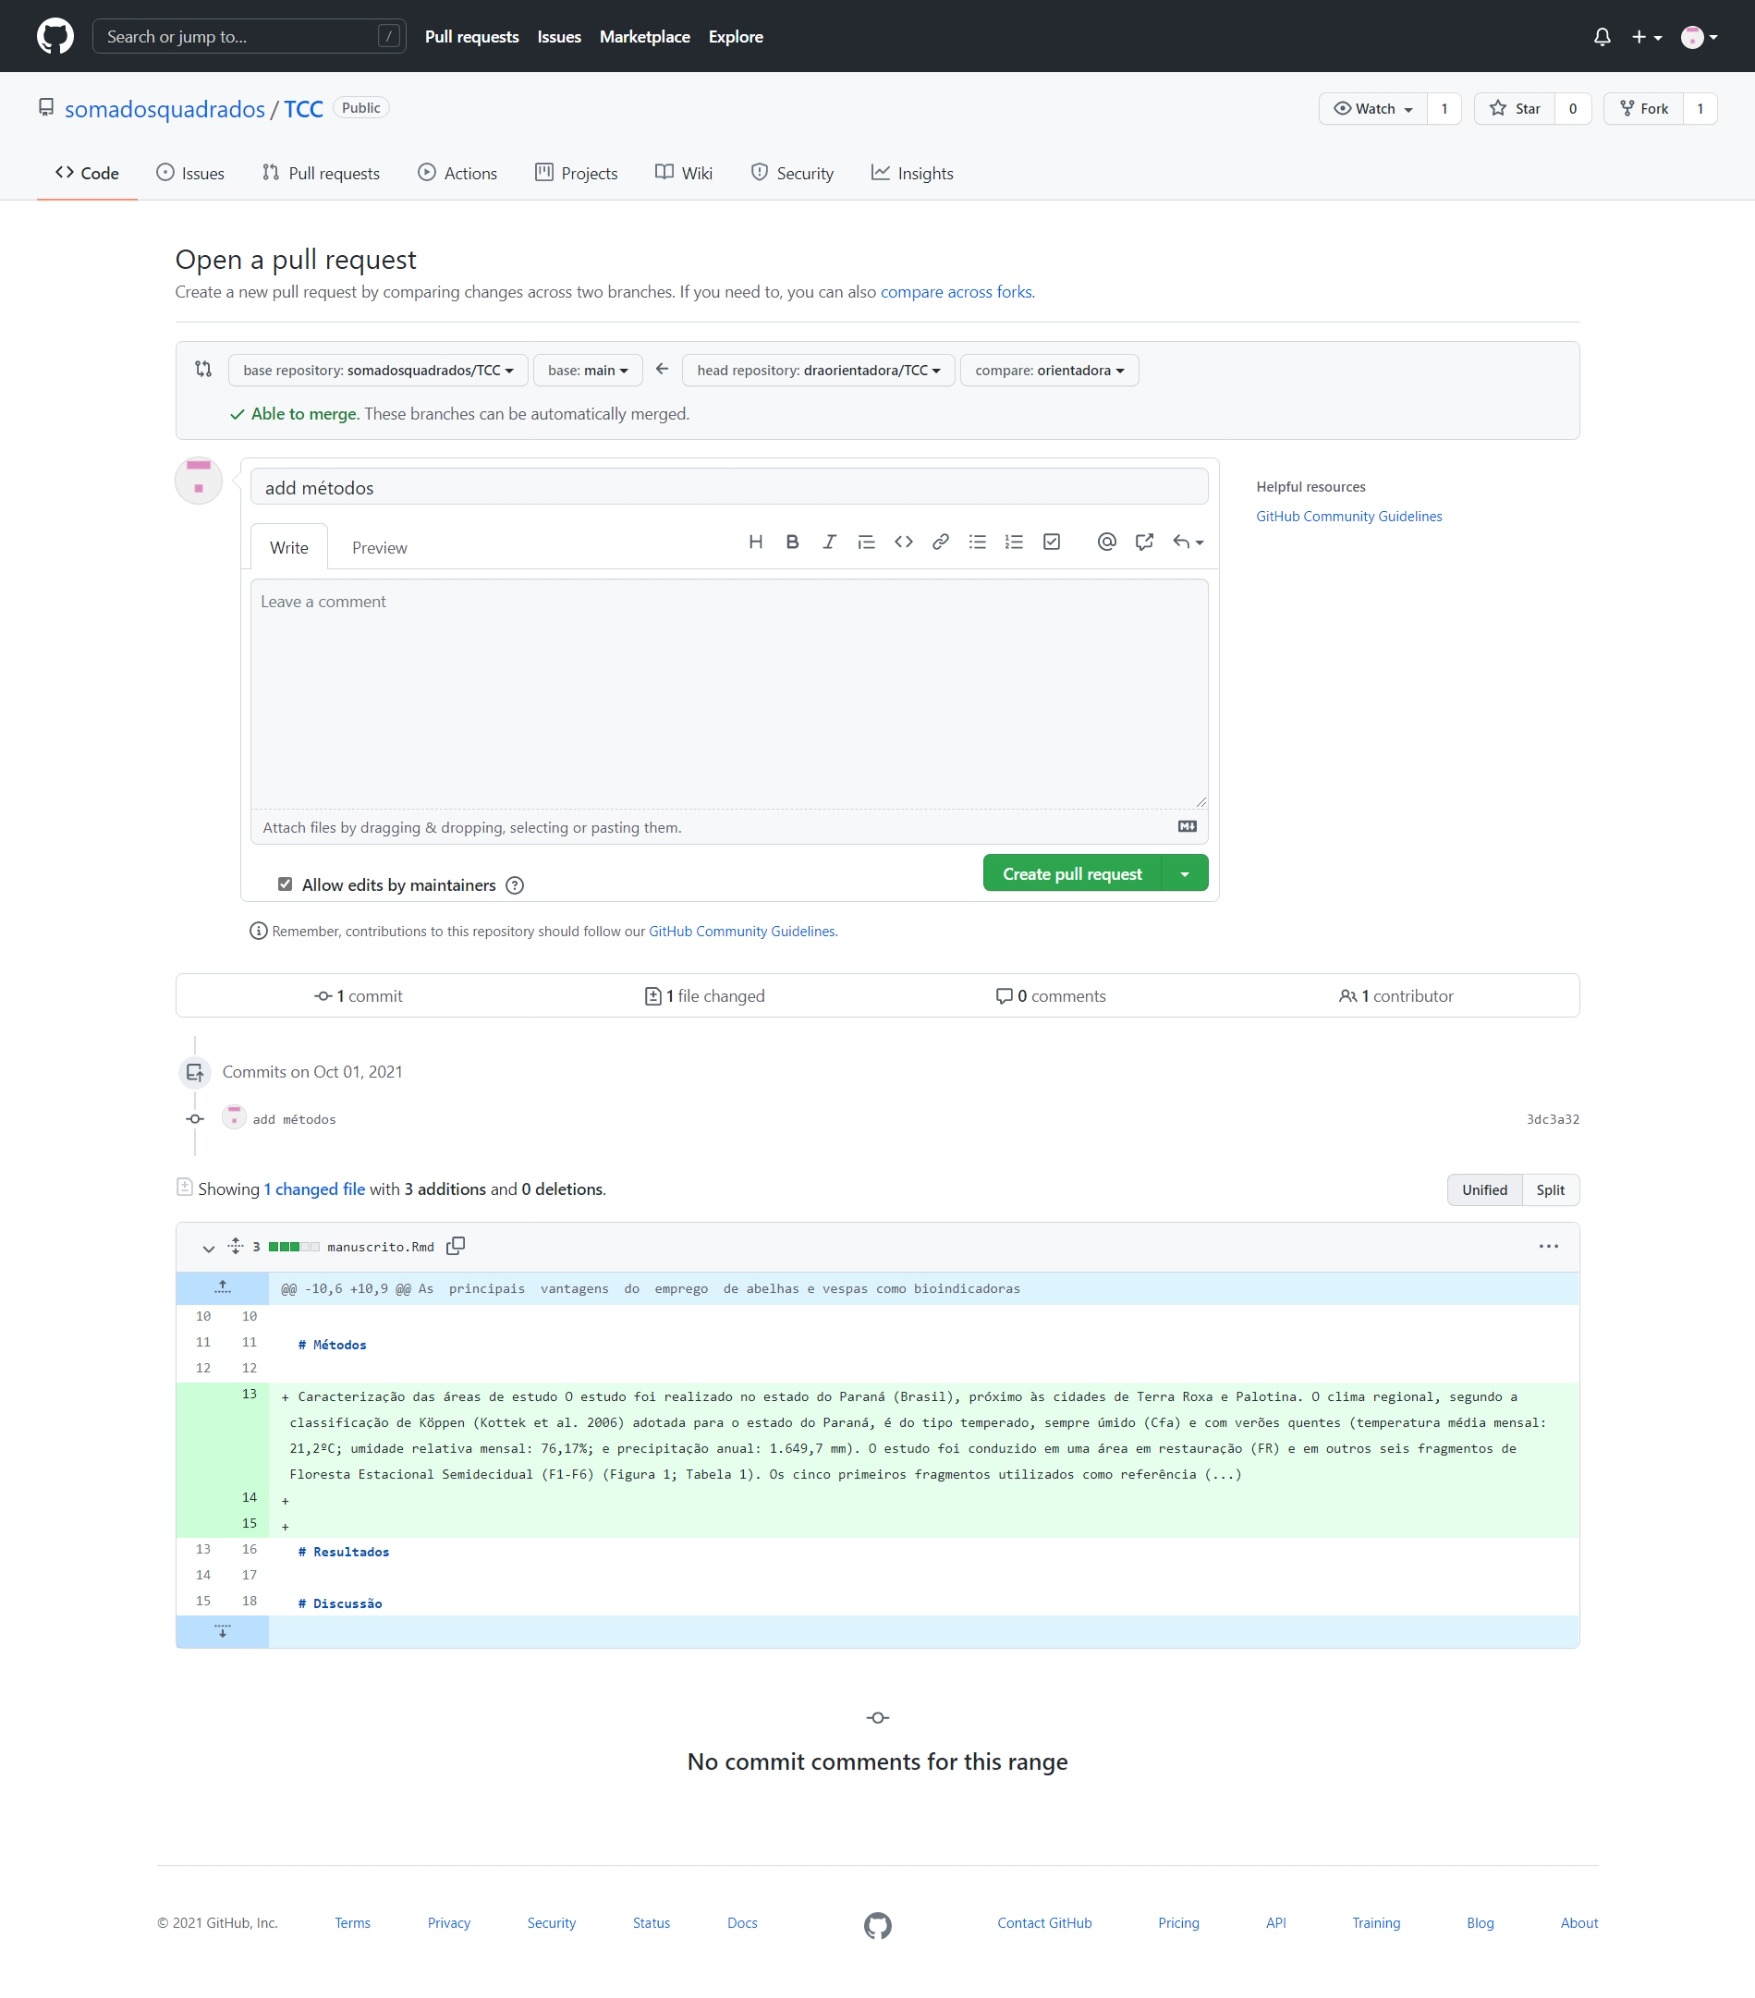 Search or jump to... /
Pull requests Issues Marketplace Explore
somadosquadrados / TCC Public
Watch 1 Star 0 Fork 1
Code Issues Pull requests Actions Projects Wiki Security Insights
Open a pull request
Create a new pull request by comparing changes across two branches. If you need to, you can also compare across forks.
base repository: somadosquadrados/TCC base: main ← head repository: draorientadora/TCC compare: orientadora
✓ Able to merge. These branches can be automatically merged.
add métodos
Helpful resources
GitHub Community Guidelines
Write Preview
Leave a comment
Attach files by dragging & dropping, selecting or pasting them.
Allow edits by maintainers
Create pull request
Remember, contributions to this repository should follow our GitHub Community Guidelines.
1 commit 1 file changed 0 comments 1 contributor
Commits on Oct 01, 2021
add métodos 3dc3a32
Showing 1 changed file with 3 additions and 0 deletions.
Unified Split
3 manuscrito.Rmd
@@ -10,6 +10,9 @@ As principais vantagens do emprego de abelhas e vespas como bioindicadoras
10 10
11 11 # Métodos
12 12
13 + Caracterização das áreas de estudo O estudo foi realizado no estado do Paraná (Brasil), próximo às cidades de Terra Roxa e Palotina. O clima regional, segundo a
classificação de Köppen (Kottek et al. 2006) adotada para o estado do Paraná, é do tipo temperado, sempre úmido (Cfa) e com verões quentes (temperatura média mensal:
21,2ºC; umidade relativa mensal: 76,17%; e precipitação anual: 1.649,7 mm). O estudo foi conduzido em uma área em restauração (FR) e em outros seis fragmentos de
Floresta Estacional Semidecidual (F1-F6) (Figura 1; Tabela 1). Os cinco primeiros fragmentos utilizados como referência (...)
14 +
15 +
13 16 # Resultados
14 17
15 18 # Discussão
No commit comments for this range
© 2021 GitHub, Inc. Terms Privacy Security Status Docs Contact GitHub Pricing API Training Blog About